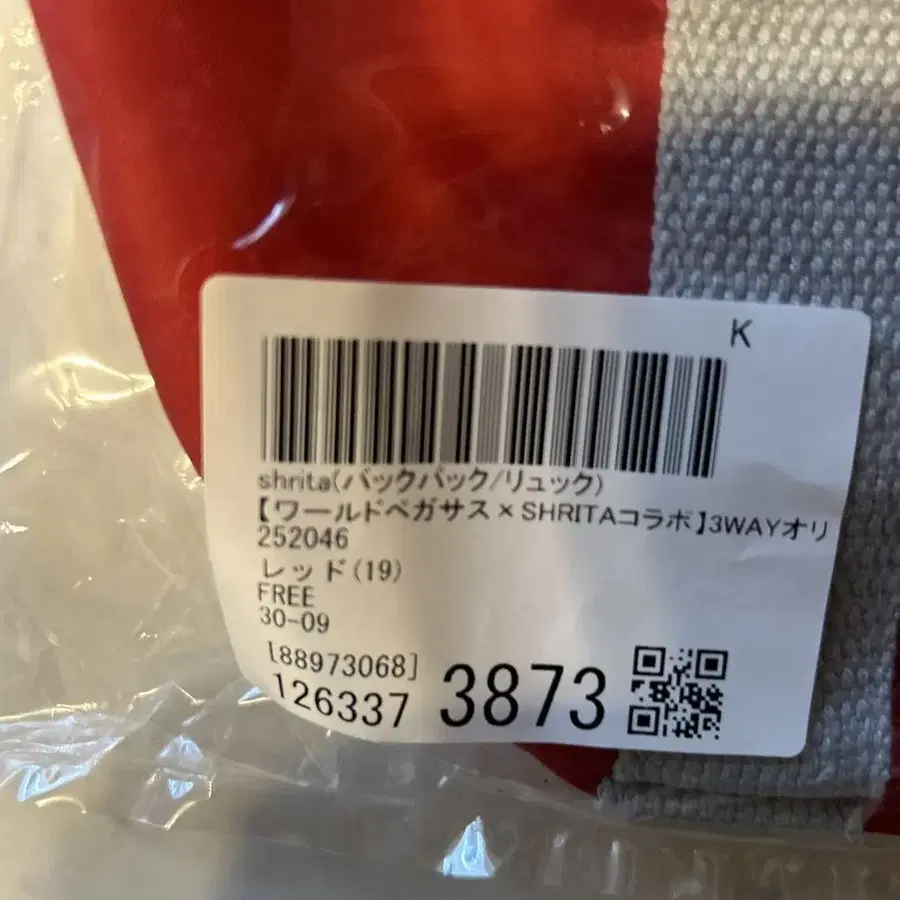 K
shrita(バックパック/リュック)
【ワールドペガサス×SHRITAコラボ】3WAYオリ
252046
レッド(19)
FREE
30-09
[88973068]
126337 3873